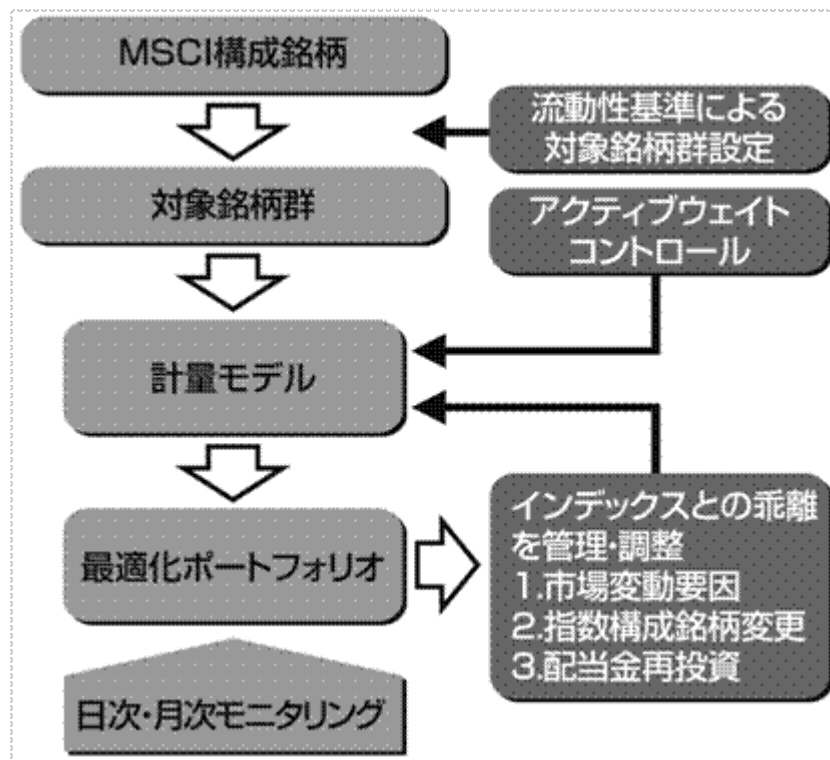 MSCI構成銘柄
流動性基準による
対象銘柄群設定
対象銘柄群
アクティブウェイト
コントロール
計量モデル
最適化ポートフォリオ
インデックスとの乖離
を管理・調整
1.市場変動要因
2.指数構成銘柄変更
3.配当金再投資
日次・月次モニタリング